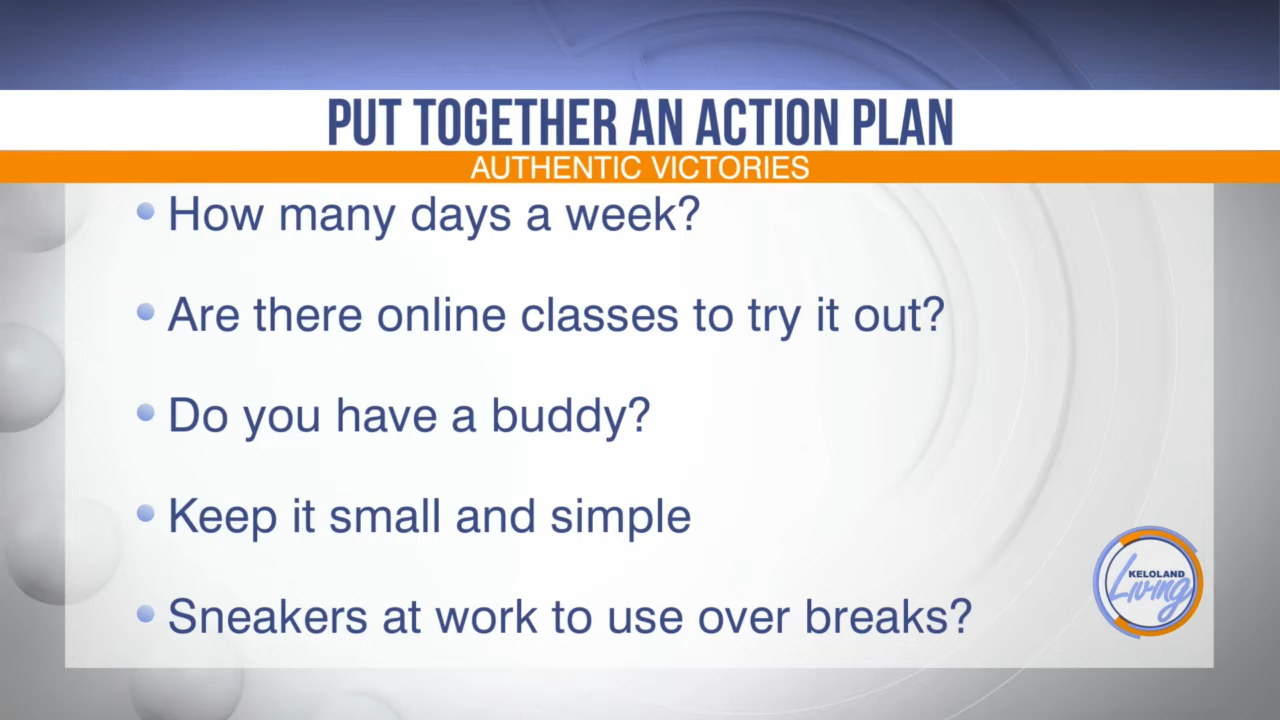 PUT TOGETHER AN ACTION PLAN
AUTHENTIC VICTORIES
• How many days a week?
• Are there online classes to try it out?
• Do you have a buddy?
• Keep it small and simple
• Sneakers at work to use over breaks?
KELOLAND
Living